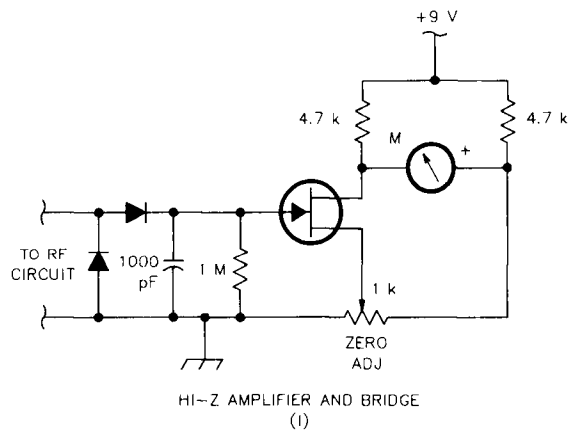 +9 V
4.7 k
4.7 k
M
+
TO RF
CIRCUIT
1000
pF
1 M
1 k
ZERO
ADJ
HI-Z AMPLIFIER AND BRIDGE
(I)